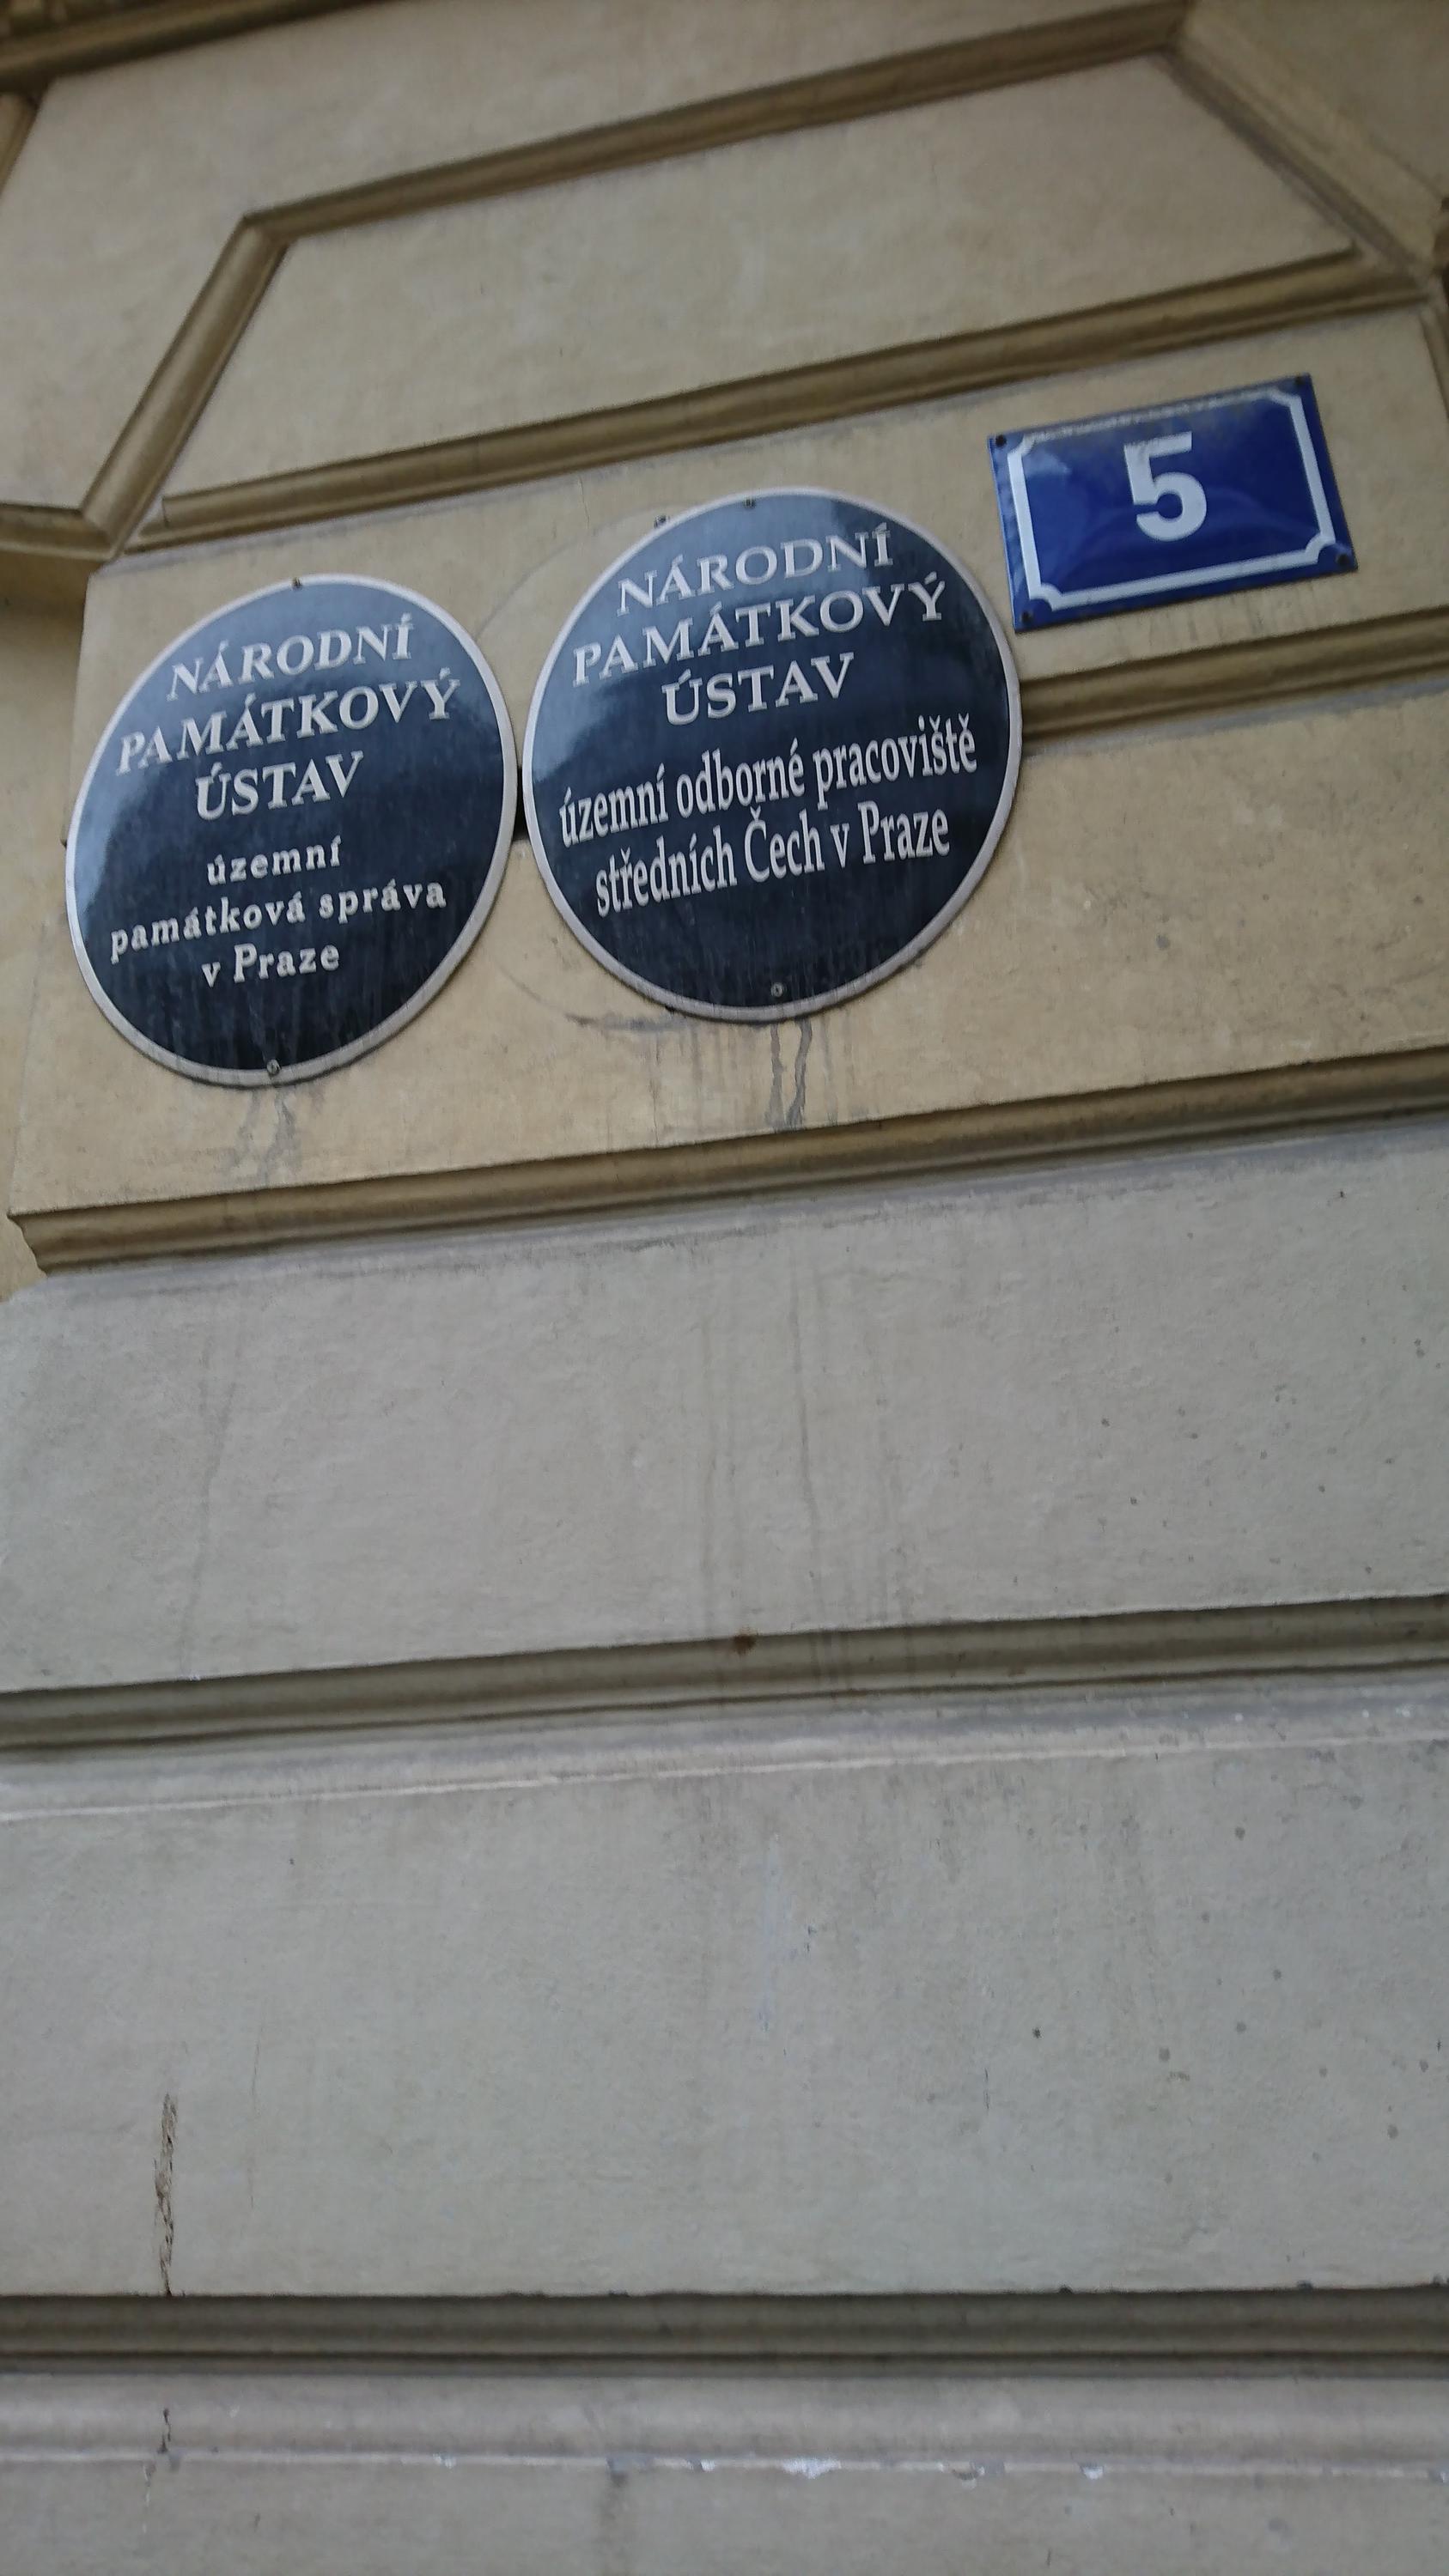 NÁRODNÍ
PAMÁTKOVÝ
ÚSTAV
územní
památková správa
v Praze
NÁRODNÍ
PAMÁTKOVÝ
ÚSTAV
územní odborné pracoviště
středních Čech v Praze
5